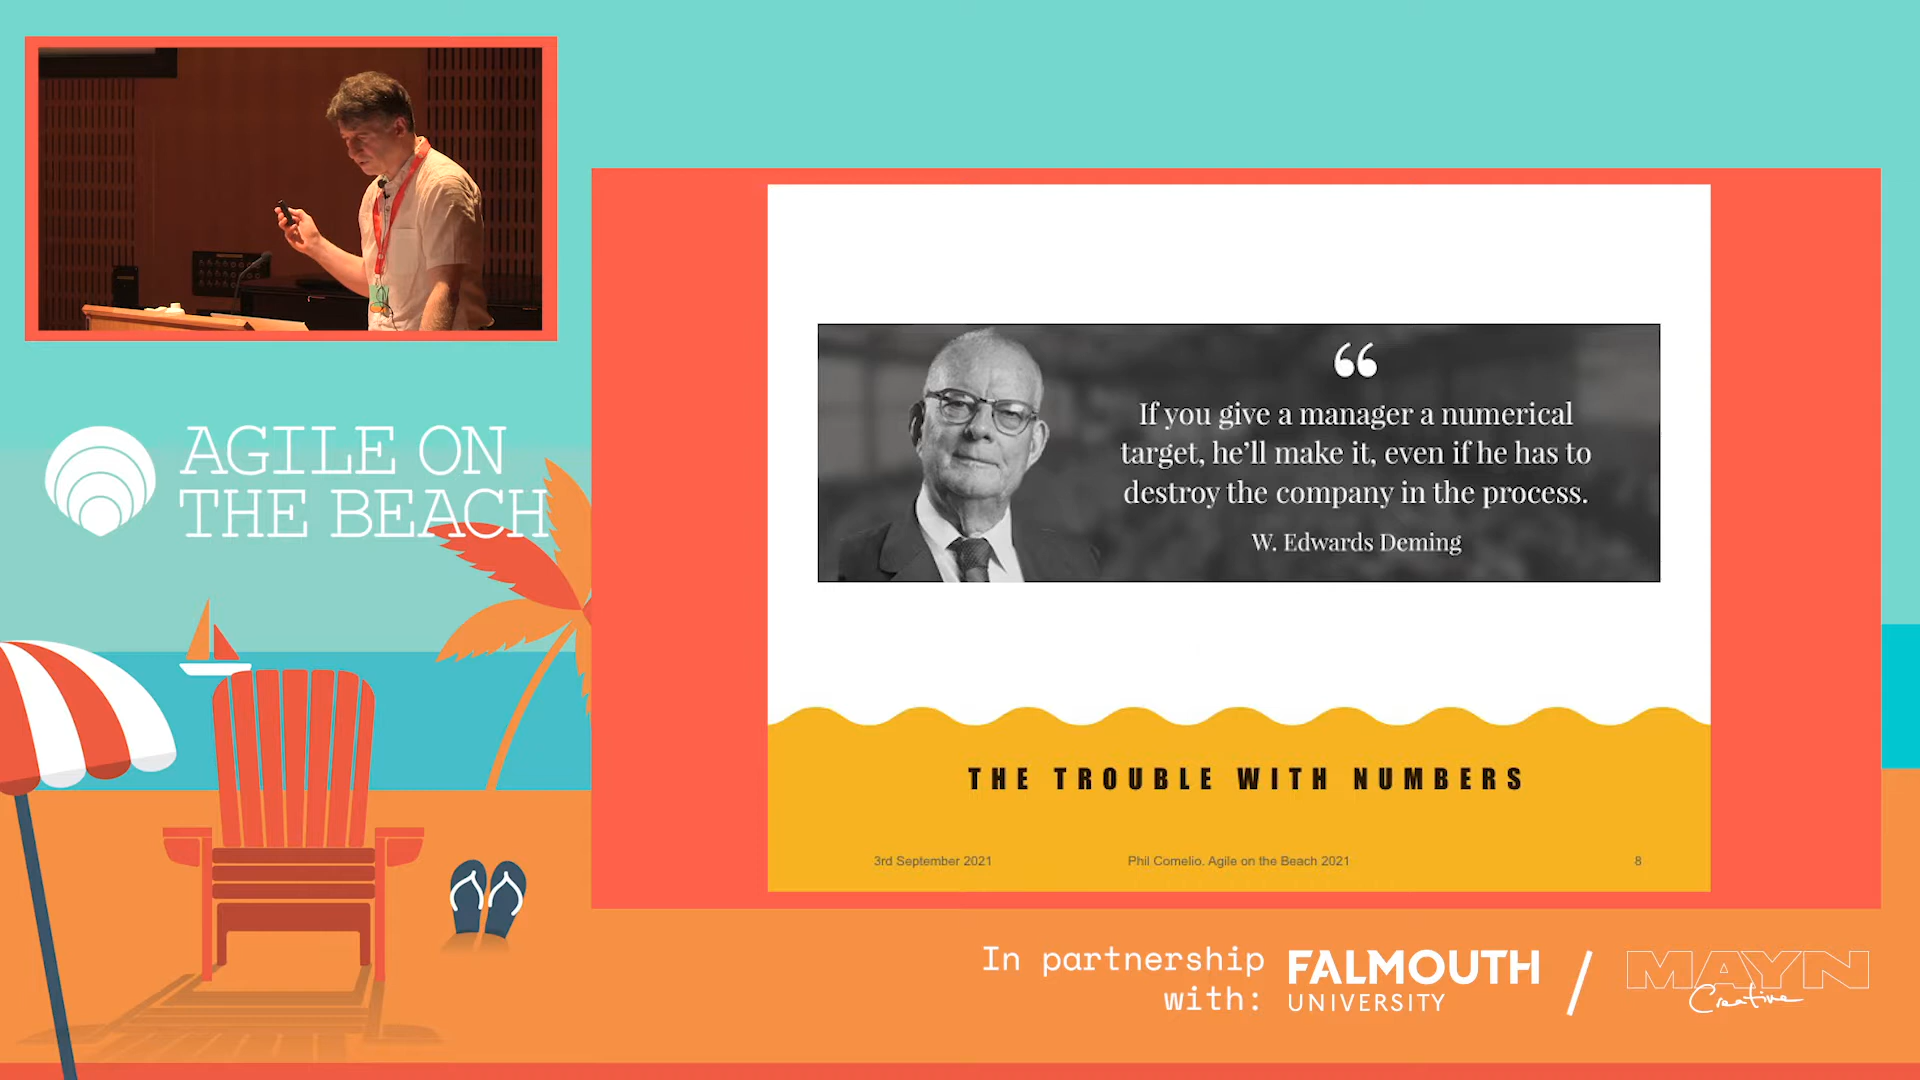 AGILE ON
THE BEACH
“
If you give a manager a numerical
target, he’ll make it, even if he has to
destroy the company in the process.
W. Edwards Deming
THE TROUBLE WITH NUMBERS
3rd September 2021
Phil Comelio. Agile on the Beach 2021
8
In partnership
with:
FALMOUTH
UNIVERSITY
/
MAYN
Creative